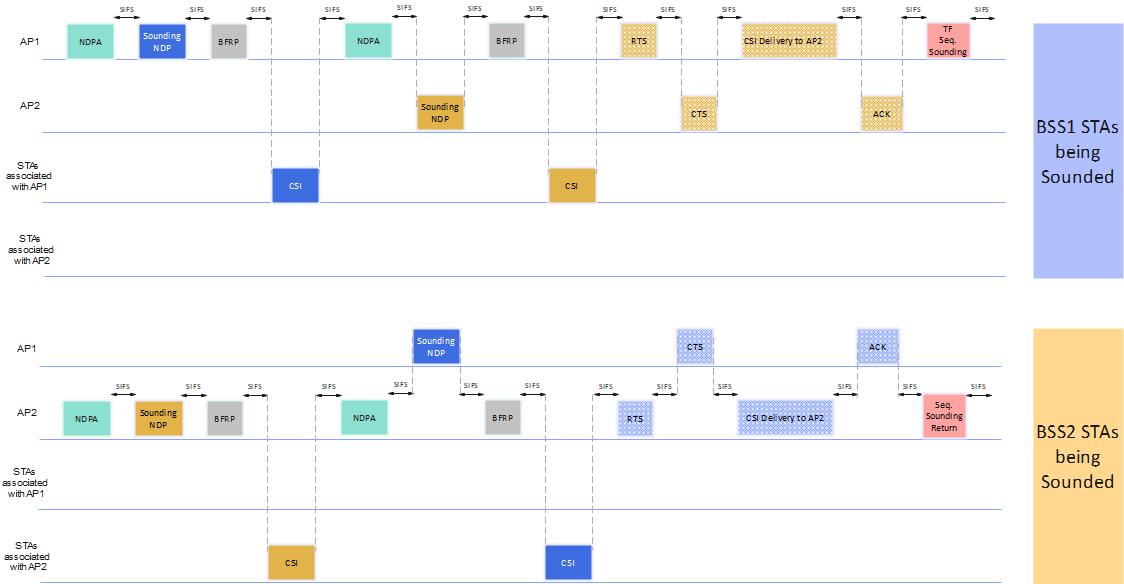 SIFS SIFS SIFS SIFS SIFS SIFS SIFS SIFS SIFS SIFS SIFS SIFS SIFS
AP1
NDPA
Sounding
NDP
BFRP
NDPA
BFRP
RTS
CSI Delivery to AP2
TF
Seq.
Sounding
AP2
Sounding
NDP
CTS
ACK
STAs
associated
with AP1
CSI
CSI
STAs
associated
with AP2
BSS1 STAs
being
Sounded
AP1
Sounding
NDP
CTS
ACK
SIFS SIFS SIFS SIFS SIFS SIFS SIFS SIFS SIFS SIFS SIFS SIFS SIFS
AP2
NDPA
Sounding
NDP
BFRP
NDPA
BFRP
RTS
CSI Delivery to AP2
Seq.
Sounding
Return
STAs
associated
with AP1
STAs
associated
with AP2
CSI
CSI
BSS2 STAs
being
Sounded